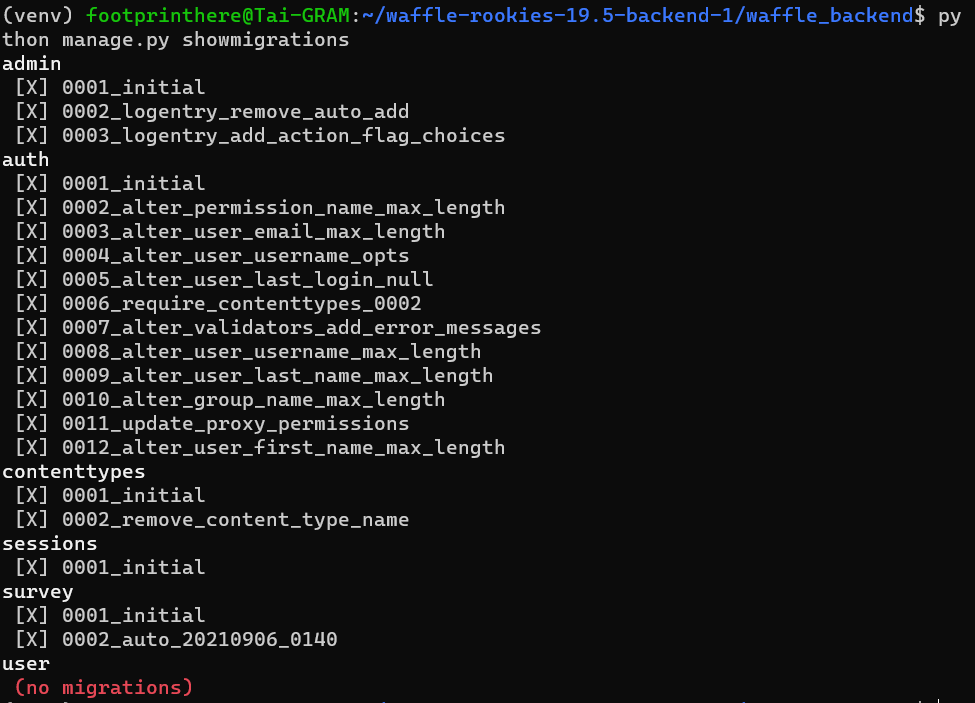 (venv) footprinthere@Tai-GRAM:~/waffle-rookies-19.5-backend-1/waffle_backend$ py
thon manage.py showmigrations
admin
[X] 0001_initial
[X] 0002_logentry_remove_auto_add
[X] 0003_logentry_add_action_flag_choices
auth
[X] 0001_initial
[X] 0002_alter_permission_name_max_length
[X] 0003_alter_user_email_max_length
[X] 0004_alter_user_username_opts
[X] 0005_alter_user_last_login_null
[X] 0006_require_contenttypes_0002
[X] 0007_alter_validators_add_error_messages
[X] 0008_alter_user_username_max_length
[X] 0009_alter_user_last_name_max_length
[X] 0010_alter_group_name_max_length
[X] 0011_update_proxy_permissions
[X] 0012_alter_user_first_name_max_length
contenttypes
[X] 0001_initial
[X] 0002_remove_content_type_name
sessions
[X] 0001_initial
survey
[X] 0001_initial
[X] 0002_auto_20210906_0140
user
(no migrations)